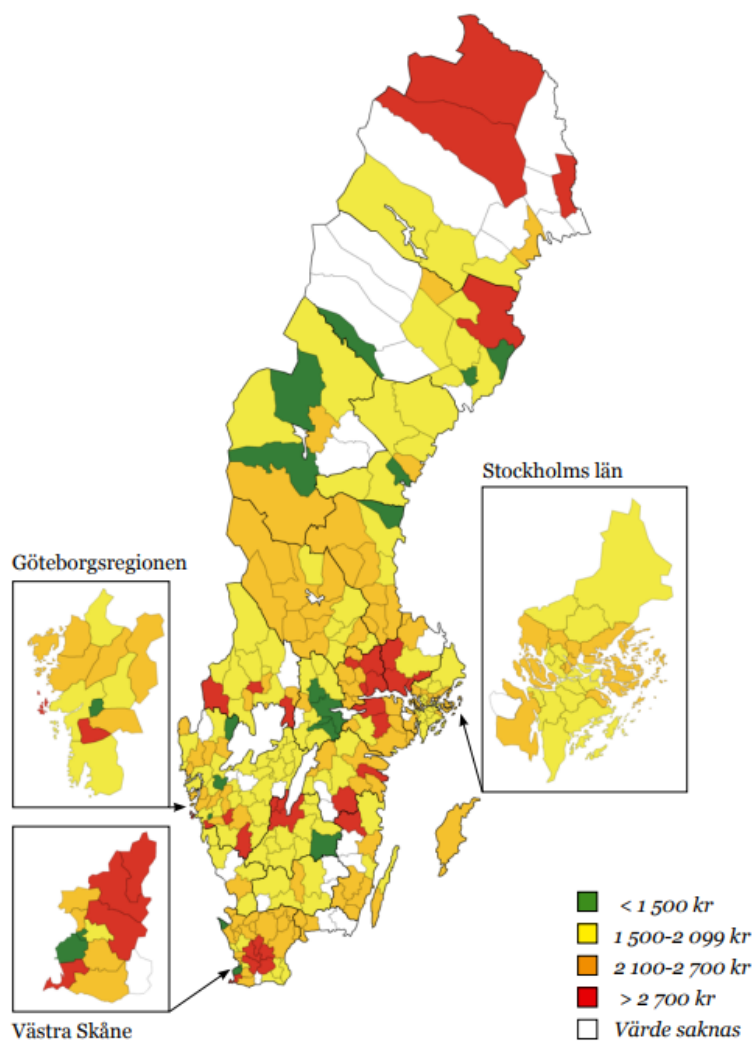 Stockholms län
Göteborgsregionen
< 1 500 kr
1 500-2 099 kr
2 100-2 700 kr
> 2 700 kr
Värde saknas
Västra Skåne